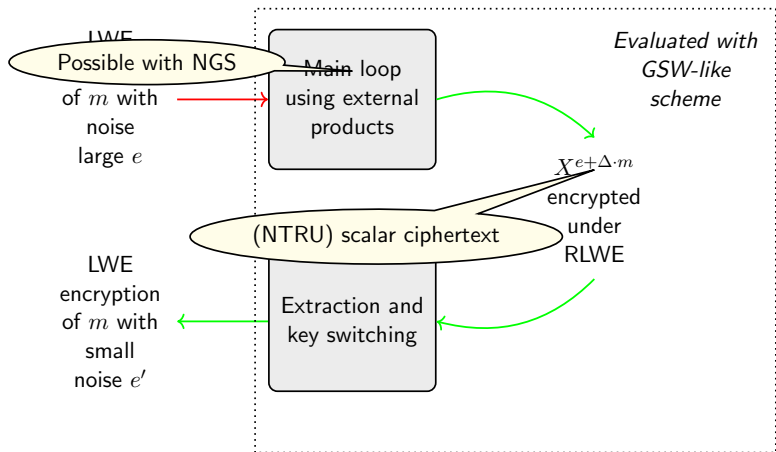 LWE
Possible with NGS
of m with
noise
large e
Main loop
using external
products
Evaluated with
GSW-like
scheme
X^{e+Δ·m}
encrypted
under
RLWE
(NTRU) scalar ciphertext
LWE
encryption
of m with
small
noise e′
Extraction and
key switching